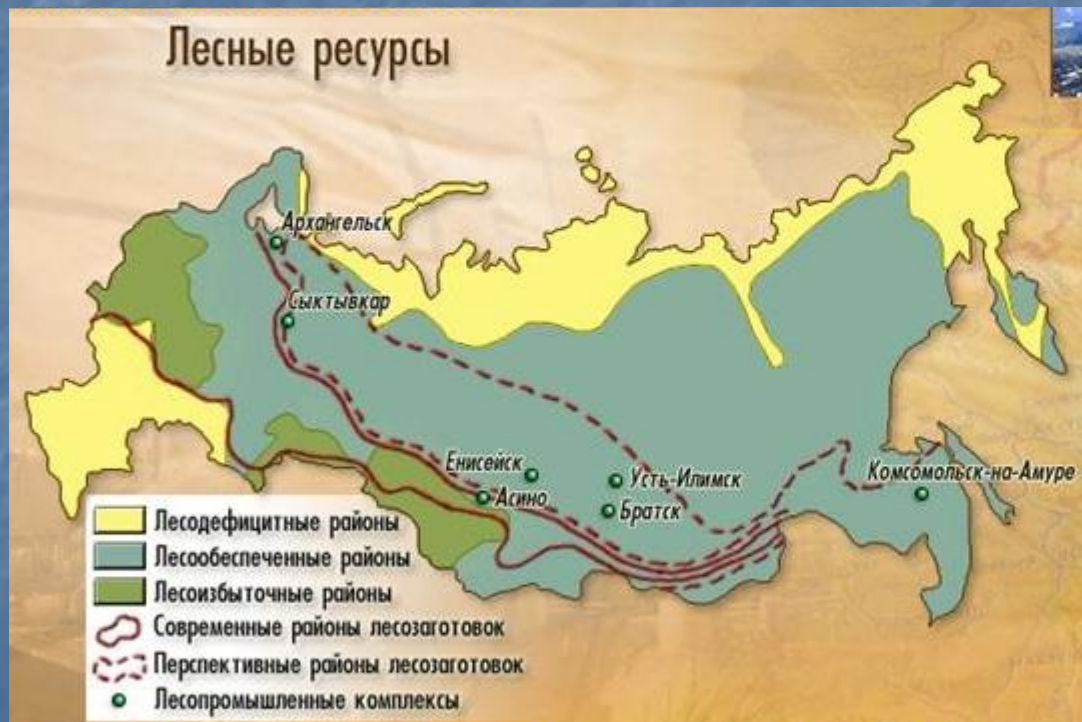 Лесные ресурсы
Архангельск
Сыктывкар
Енисейск
Усть-Илимск
Комсомольск-на-Амуре
Асино
Братск
Лесодефицитные районы
Лесообеспеченные районы
Лесоизбыточные районы
Современные районы лесозаготовок
Перспективные районы лесозаготовок
Лесопромышленные комплексы